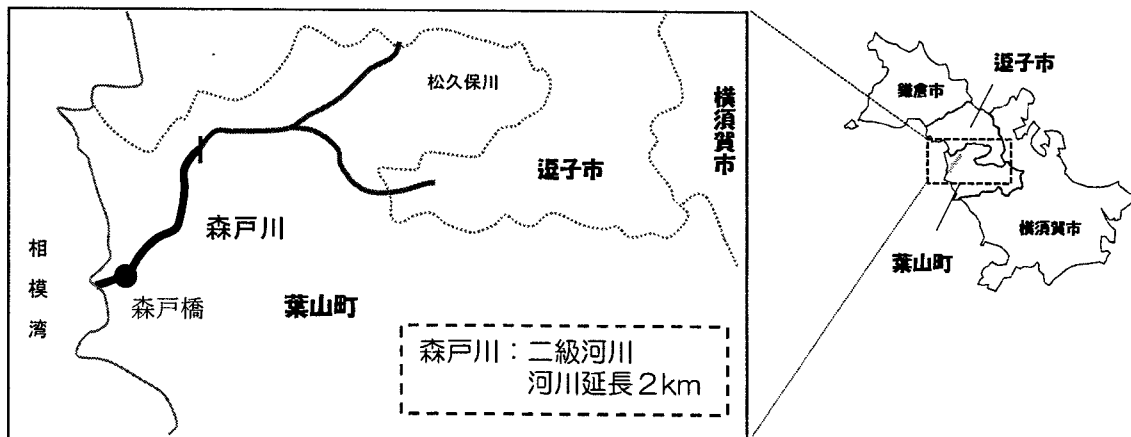 松久保川
横須賀市
逗子市
森戸川
相模湾
森戸橋
葉山町
森戸川：二級河川
河川延長2km
逗子市
鎌倉市
横須賀市
葉山町